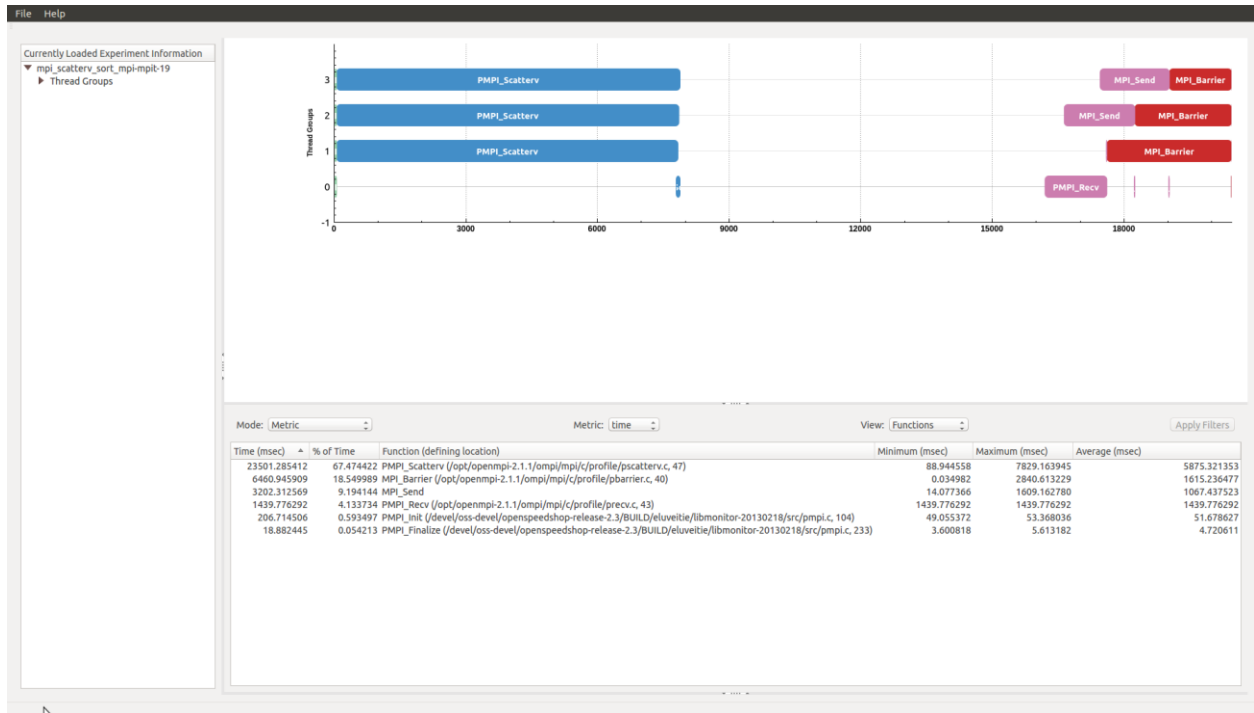 File Help
Currently Loaded Experiment Information
mpi_scatterv_sort_mpi-mpit-19
Thread Groups
Thread Groups
3 PMPI_Scatterv MPI_Send MPI_Barrier
2 PMPI_Scatterv MPI_Send MPI_Barrier
1 PMPI_Scatterv MPI_Barrier
0 PMPI_Recv
-1
0 3000 6000 9000 12000 15000 18000
Mode: Metric Metric: time View: Functions Apply Filters
Time (msec) % of Time Function (defining location) Minimum (msec) Maximum (msec) Average (msec)
23501.285412 67.474422 PMPI_Scatterv (/opt/openmpi-2.1.1/ompi/mpi/c/profile/pscatterv.c, 47) 88.944558 7829.163945 5875.321353
6460.945909 18.549989 MPI_Barrier (/opt/openmpi-2.1.1/ompi/mpi/c/profile/pbarrier.c, 40) 0.034982 2840.613229 1615.236477
3202.312569 9.194144 MPI_Send 14.077366 1609.162780 1067.437523
1439.776292 4.133734 PMPI_Recv (/opt/openmpi-2.1.1/ompi/mpi/c/profile/precv.c, 43) 1439.776292 1439.776292 1439.776292
206.714506 0.593497 PMPI_Init (/devel/oss-devel/openspeedshop-release-2.3/BUILD/eluveitie/libmonitor-20130218/src/pmpi.c, 104) 49.055372 53.368036 51.678627
18.882445 0.054213 PMPI_Finalize (/devel/oss-devel/openspeedshop-release-2.3/BUILD/eluveitie/libmonitor-20130218/src/pmpi.c, 233) 3.600818 5.613182 4.720611